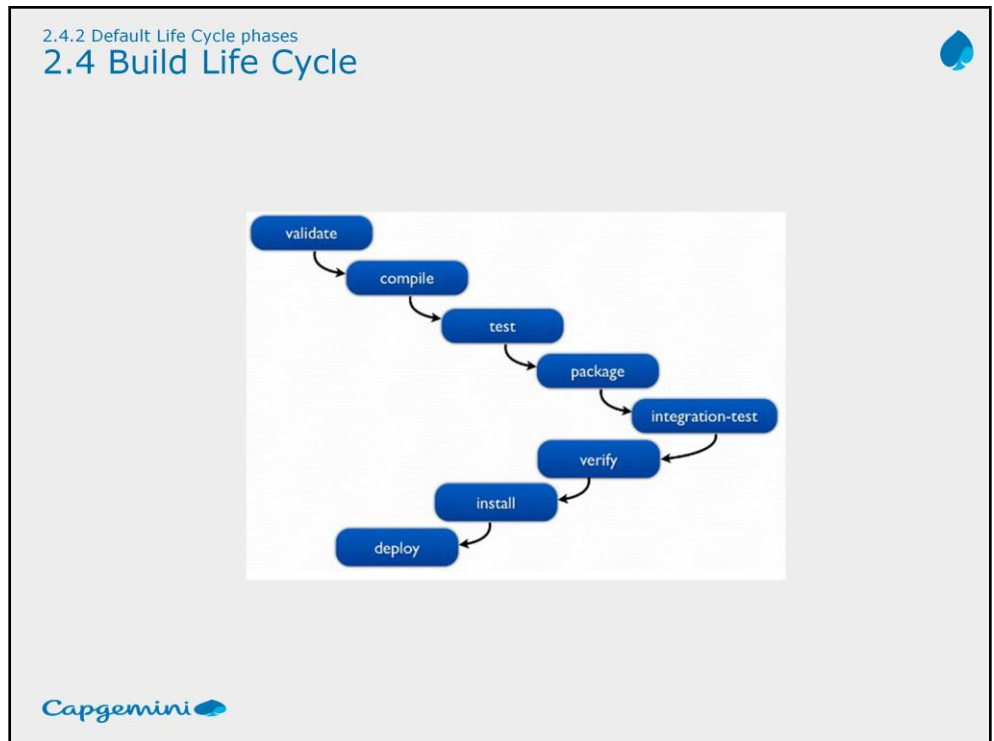 2.4.2 Default Life Cycle phases
2.4 Build Life Cycle
validate
compile
test
package
integration-test
verify
install
deploy
Capgemini